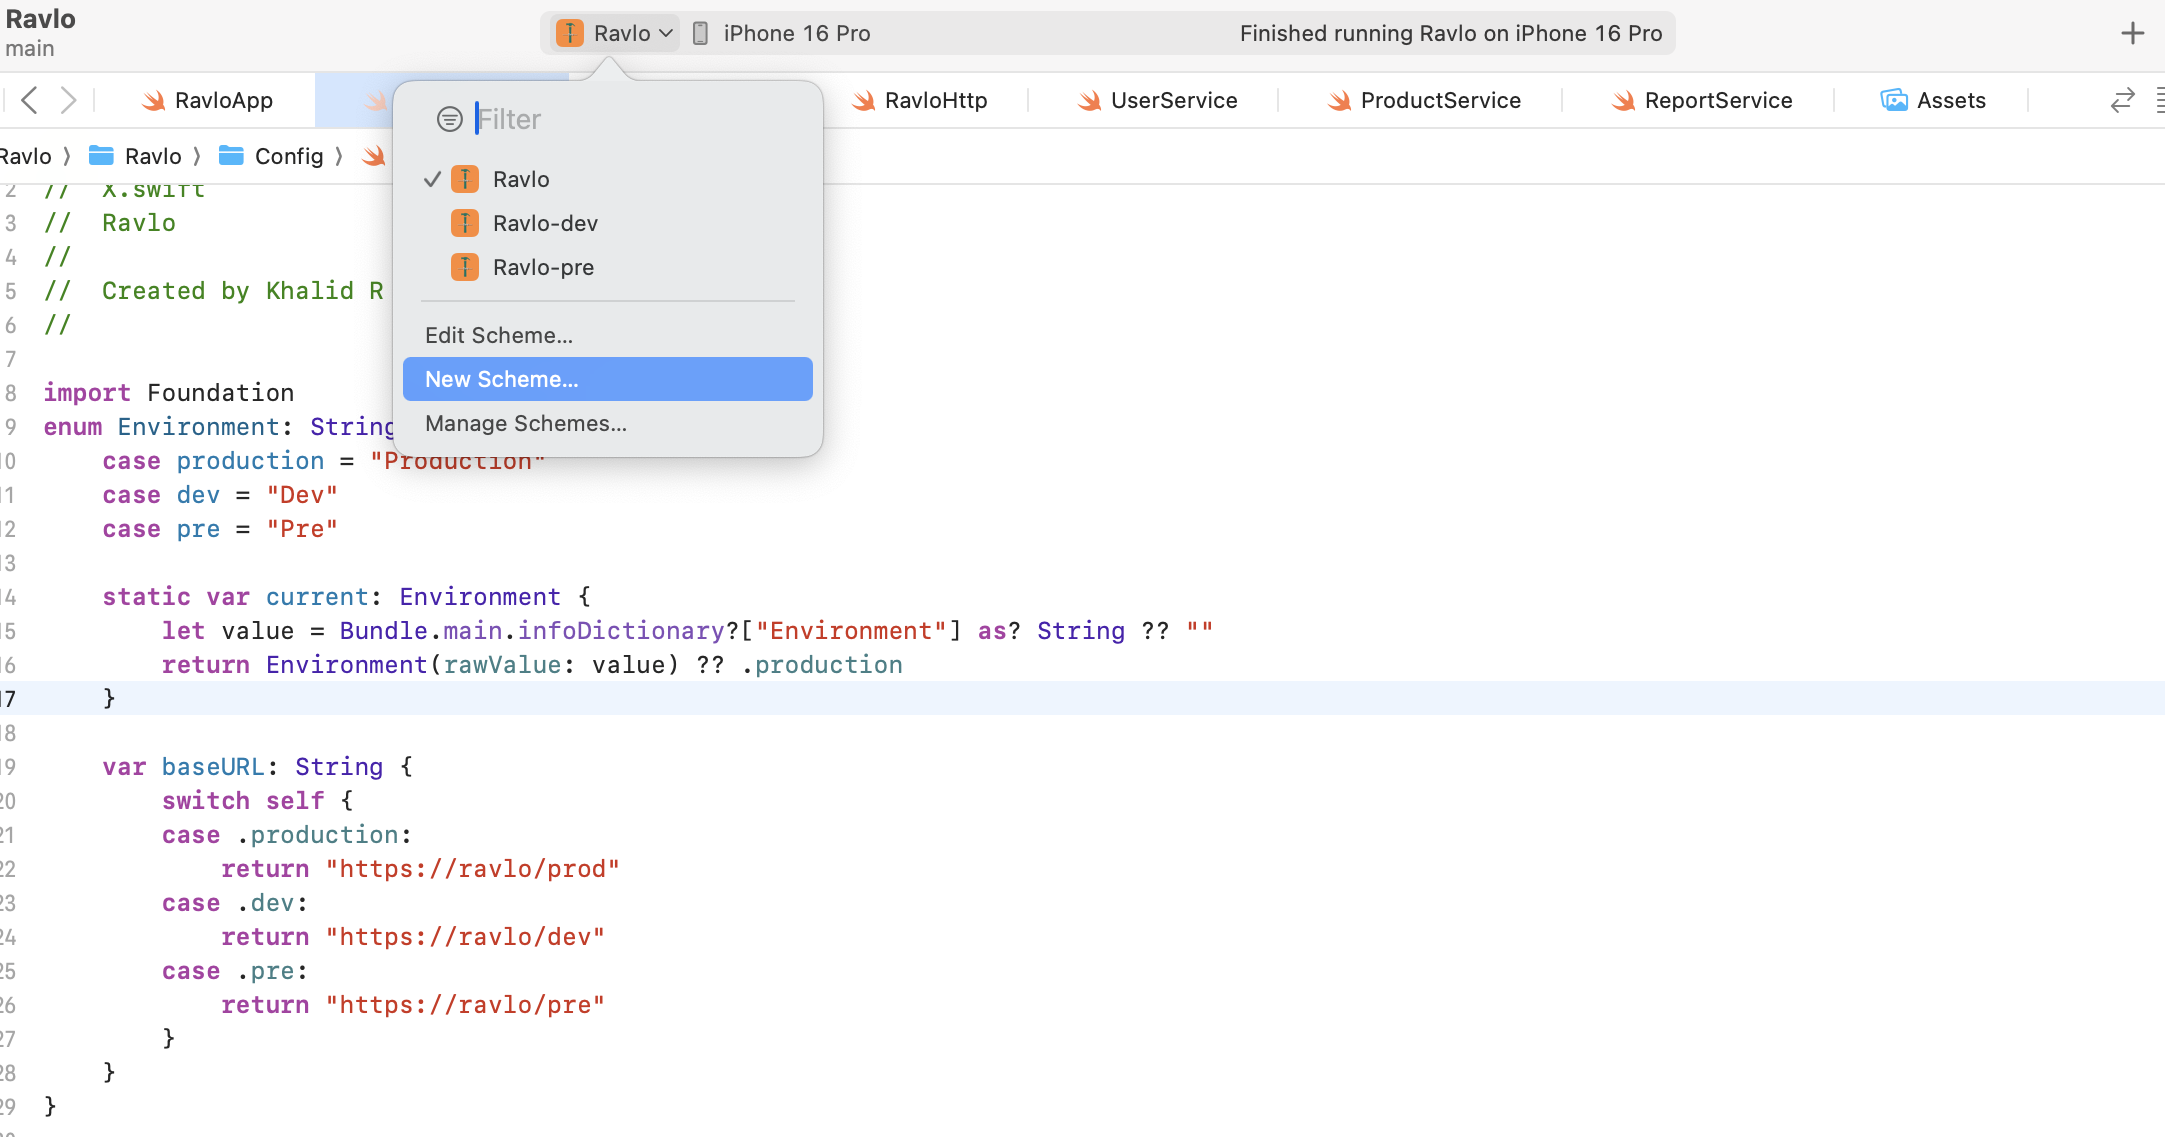 Ravlo
main
Ravlo
iPhone 16 Pro
Finished running Ravlo on iPhone 16 Pro
RavloApp
RavloHttp
UserService
ProductService
ReportService
Assets
Ravlo 〉 Ravlo 〉 Config 〉
Filter
✓ Ravlo
Ravlo-dev
Ravlo-pre
Edit Scheme...
New Scheme...
Manage Schemes...
2 // X.swift
3 // Ravlo
4 //
5 // Created by Khalid R
6 //
7
8 import Foundation
9 enum Environment: String
10 case production = "Production"
11 case dev = "Dev"
12 case pre = "Pre"
13
14 static var current: Environment {
15 let value = Bundle.main.infoDictionary?["Environment"] as? String ?? ""
16 return Environment(rawValue: value) ?? .production
17 }
18
19 var baseURL: String {
20 switch self {
21 case .production:
22 return "https://ravlo/prod"
23 case .dev:
24 return "https://ravlo/dev"
25 case .pre:
26 return "https://ravlo/pre"
27 }
28 }
29 }